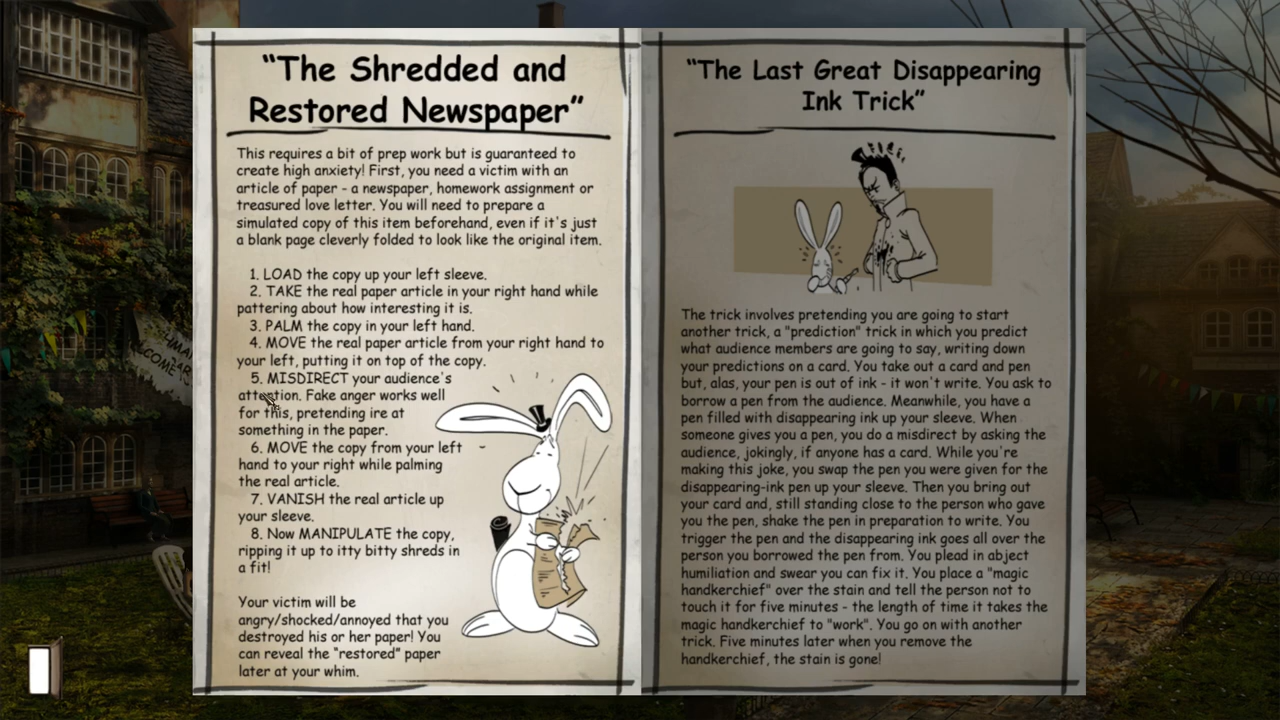 “The Shredded and
Restored Newspaper”
This requires a bit of prep work but is guaranteed to
create high anxiety! First, you need a victim with an
article of paper - a newspaper, homework assignment or
treasured love letter. You will need to prepare a
simulated copy of this item beforehand, even if it's just
a blank page cleverly folded to look like the original item.
1. LOAD the copy up your left sleeve.
2. TAKE the real paper article in your right hand while
pattering about how interesting it is.
3. PALM the copy in your left hand.
4. MOVE the real paper article from your right hand to
your left, putting it on top of the copy.
5. MISDIRECT your audience's
attention. Fake anger works well
for this, pretending ire at
something in the paper.
6. MOVE the copy from your left
hand to your right while palming
the real article.
7. VANISH the real article up
your sleeve.
8. Now MANIPULATE the copy,
ripping it up to itty bitty shreds in
a fit!
Your victim will be
angry/shocked/annoyed that you
destroyed his or her paper! You
can reveal the “restored” paper
later at your whim.
“The Last Great Disappearing
Ink Trick”
The trick involves pretending you are going to start
another trick, a "prediction" trick in which you predict
what audience members are going to say, writing down
your predictions on a card. You take out a card and pen
but, alas, your pen is out of ink - it won't write. You ask to
borrow a pen from the audience. Meanwhile, you have a
pen filled with disappearing ink up your sleeve. When
someone gives you a pen, you do a misdirect by asking the
audience, jokingly, if anyone has a card. While you're
making this joke, you swap the pen you were given for the
disappearing-ink pen up your sleeve. Then you bring out
your card and, still standing close to the person who gave
you the pen, shake the pen in preparation to write. You
trigger the pen and the disappearing ink goes all over the
person you borrowed the pen from. You plead in abject
humiliation and swear you can fix it. You place a "magic
handkerchief" over the stain and tell the person not to
touch it for five minutes - the length of time it takes the
magic handkerchief to "work". You go on with another
trick. Five minutes later when you remove the
handkerchief, the stain is gone!